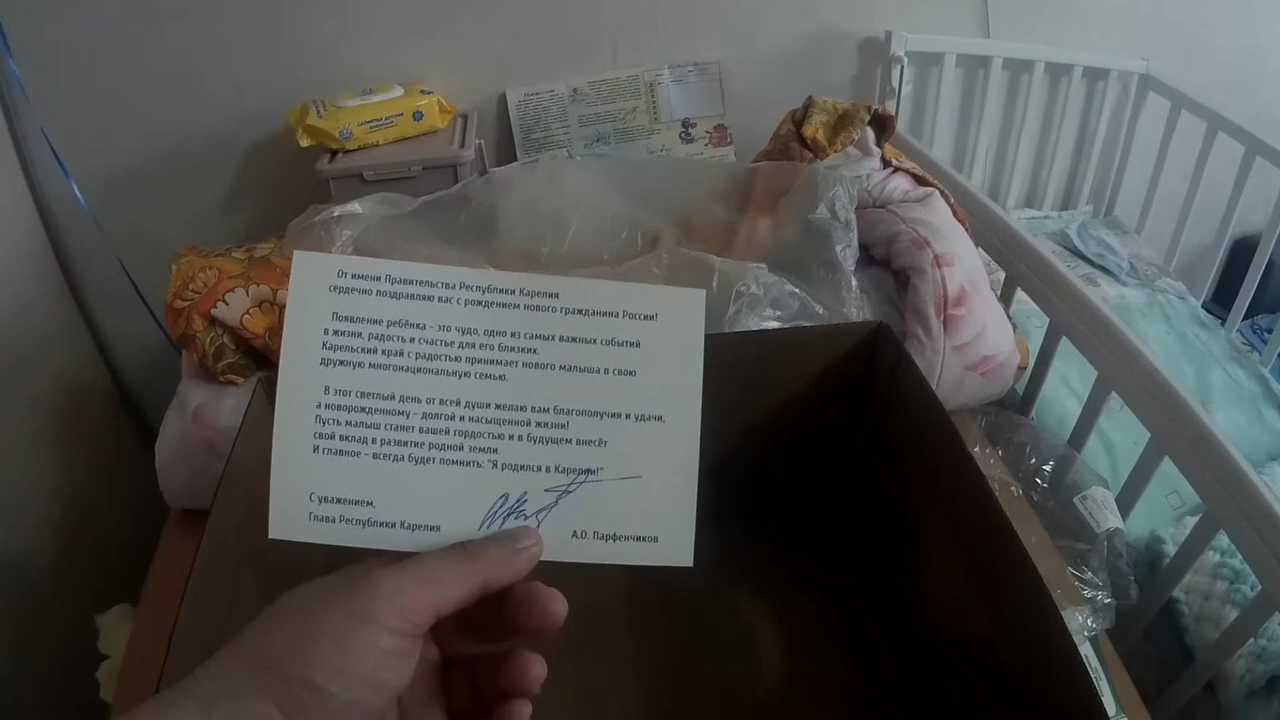 САЛФЕТКИ ДЕТСКИЕ
От имени Правительства Республики Карелия
сердечно поздравляю вас с рождением нового гражданина России!
Появление ребёнка - это чудо, одно из самых важных событий
в жизни, радость и счастье для его близких.
Карельский край с радостью принимает нового малыша в свою
дружную многонациональную семью.
В этот светлый день от всей души желаю вам благополучия и удачи,
а новорожденному - долгой и насыщенной жизни!
Пусть малыш станет вашей гордостью и в будущем внесёт
свой вклад в развитие родной земли.
И главное - всегда будет помнить: "Я родился в Карелии!"
С уважением,
Глава Республики Карелия
А.О. Парфенчиков